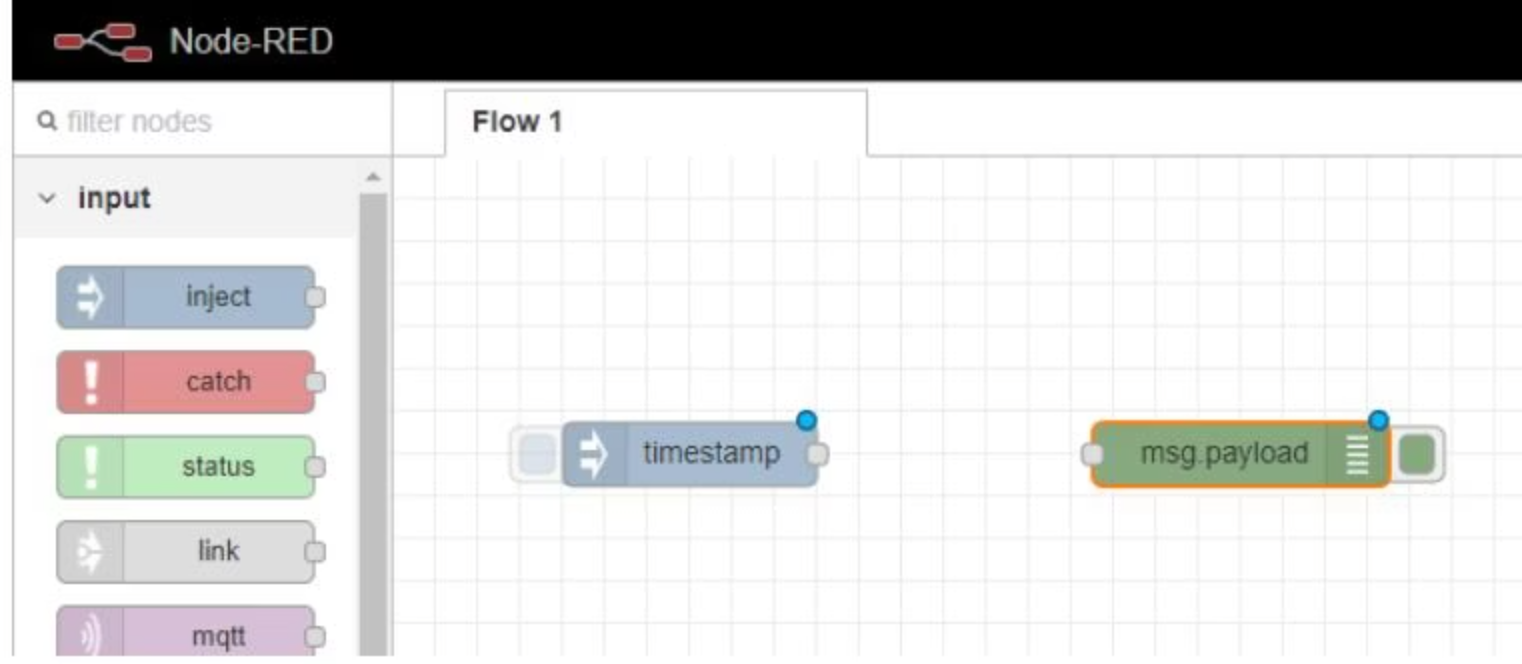 Node-RED
filter nodes
Flow 1
input
inject
catch
status
link
mqtt
timestamp
msg.payload